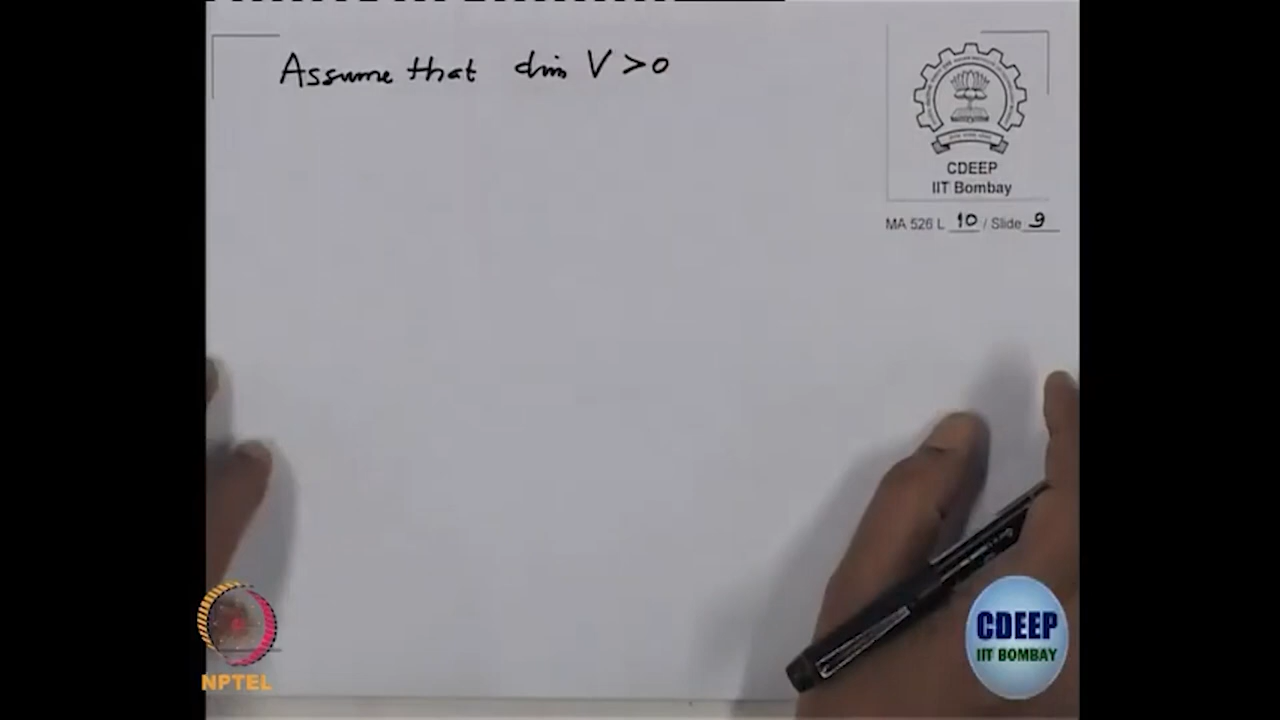 Assume that dim V > 0
CDEEP
IIT Bombay
MA 526 L 10 / Slide 9
NPTEL
CDEEP
IIT BOMBAY